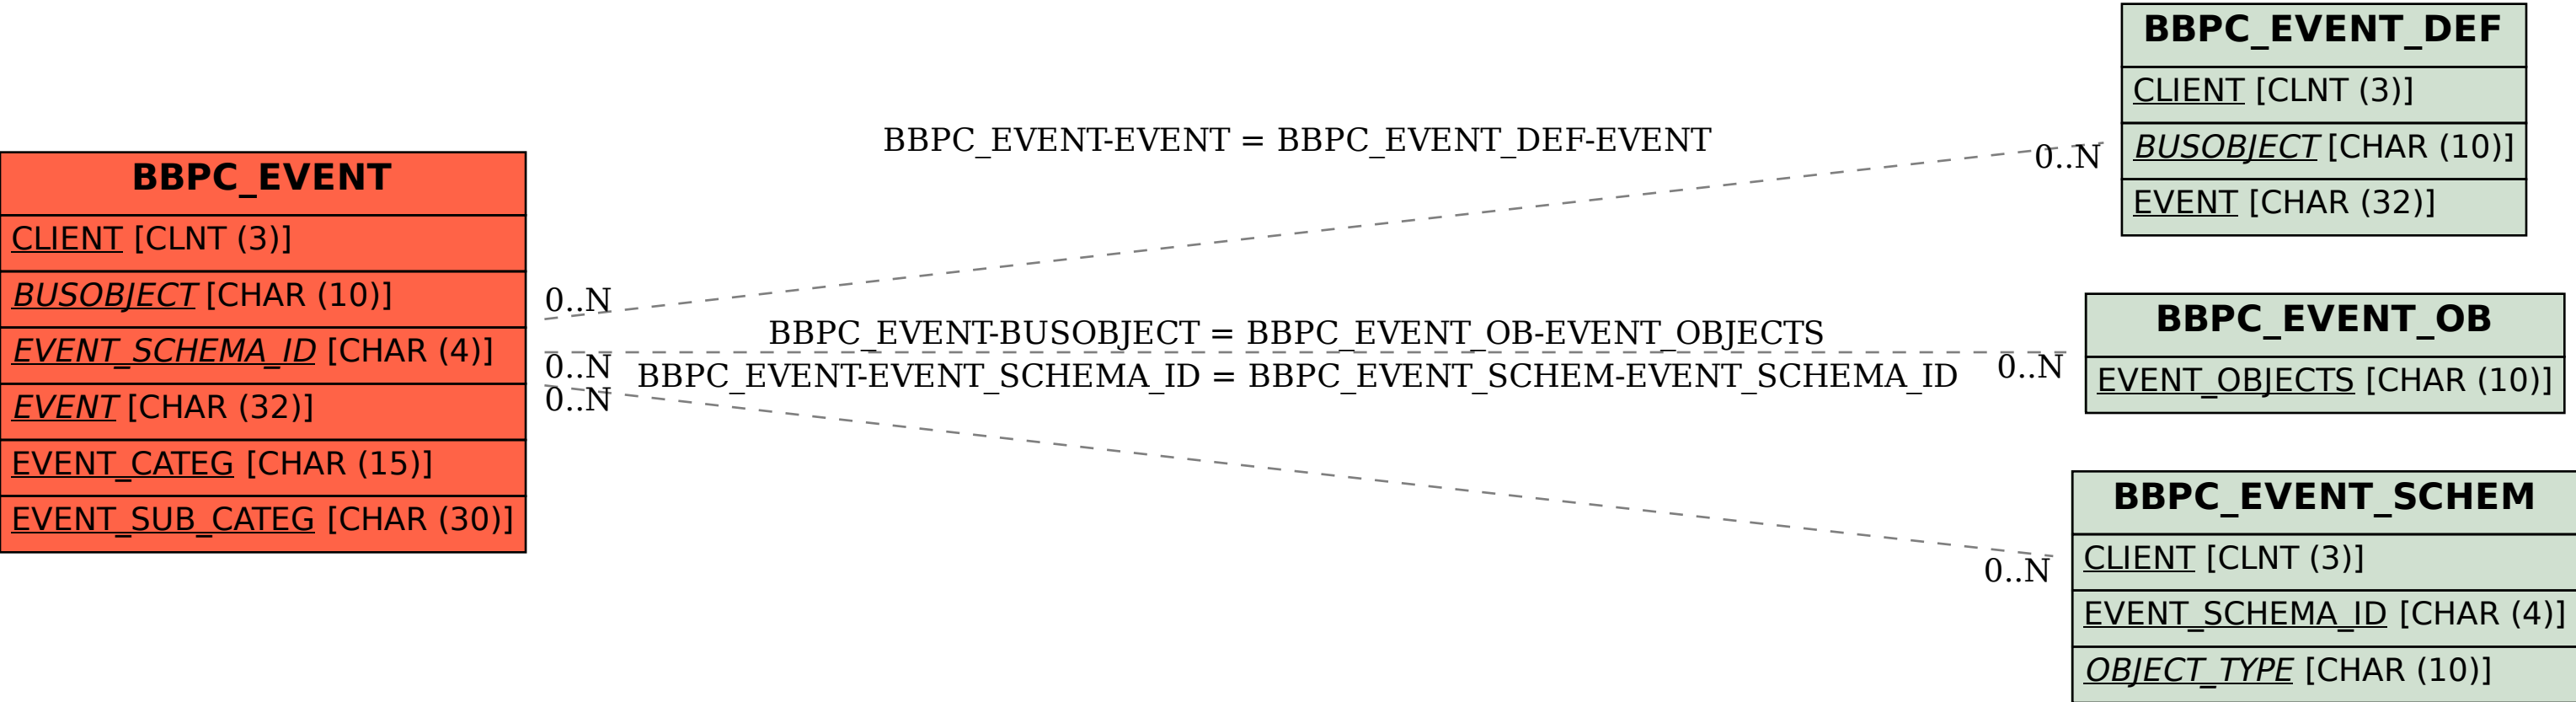 BBPC_EVENT
CLIENT [CLNT (3)]
BUSOBJECT [CHAR (10)]
EVENT_SCHEMA_ID [CHAR (4)]
EVENT [CHAR (32)]
EVENT_CATEG [CHAR (15)]
EVENT_SUB_CATEG [CHAR (30)]
BBPC_EVENT-EVENT = BBPC_EVENT_DEF-EVENT
0..N
0..N
BBPC_EVENT-BUSOBJECT = BBPC_EVENT_OB-EVENT_OBJECTS
0..N
0..N
BBPC_EVENT-EVENT_SCHEMA_ID = BBPC_EVENT_SCHEM-EVENT_SCHEMA_ID
0..N
0..N
BBPC_EVENT_DEF
CLIENT [CLNT (3)]
BUSOBJECT [CHAR (10)]
EVENT [CHAR (32)]
BBPC_EVENT_OB
EVENT_OBJECTS [CHAR (10)]
BBPC_EVENT_SCHEM
CLIENT [CLNT (3)]
EVENT_SCHEMA_ID [CHAR (4)]
OBJECT_TYPE [CHAR (10)]